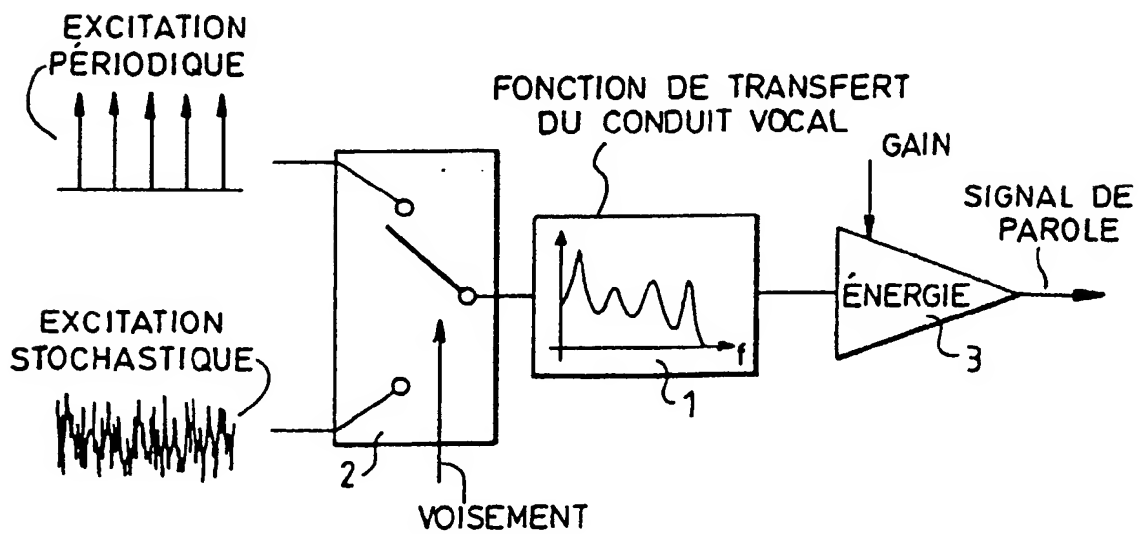 EXCITATION
PÉRIODIQUE
FONCTION DE TRANSFERT
DU CONDUIT VOCAL
GAIN
SIGNAL DE
PAROLE
ÉNERGIE
3
f
1
EXCITATION
STOCHASTIQUE
2
VOISEMENT